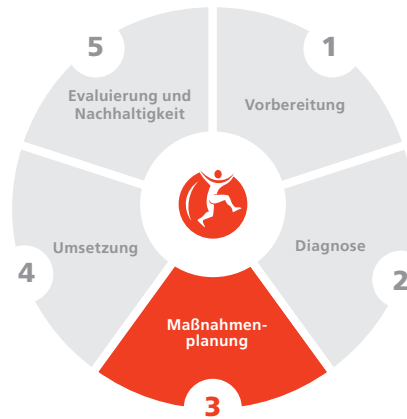 1
Vorbereitung
2
Diagnose
3
Maßnahmen-
planung
4
Umsetzung
5
Evaluierung und
Nachhaltigkeit